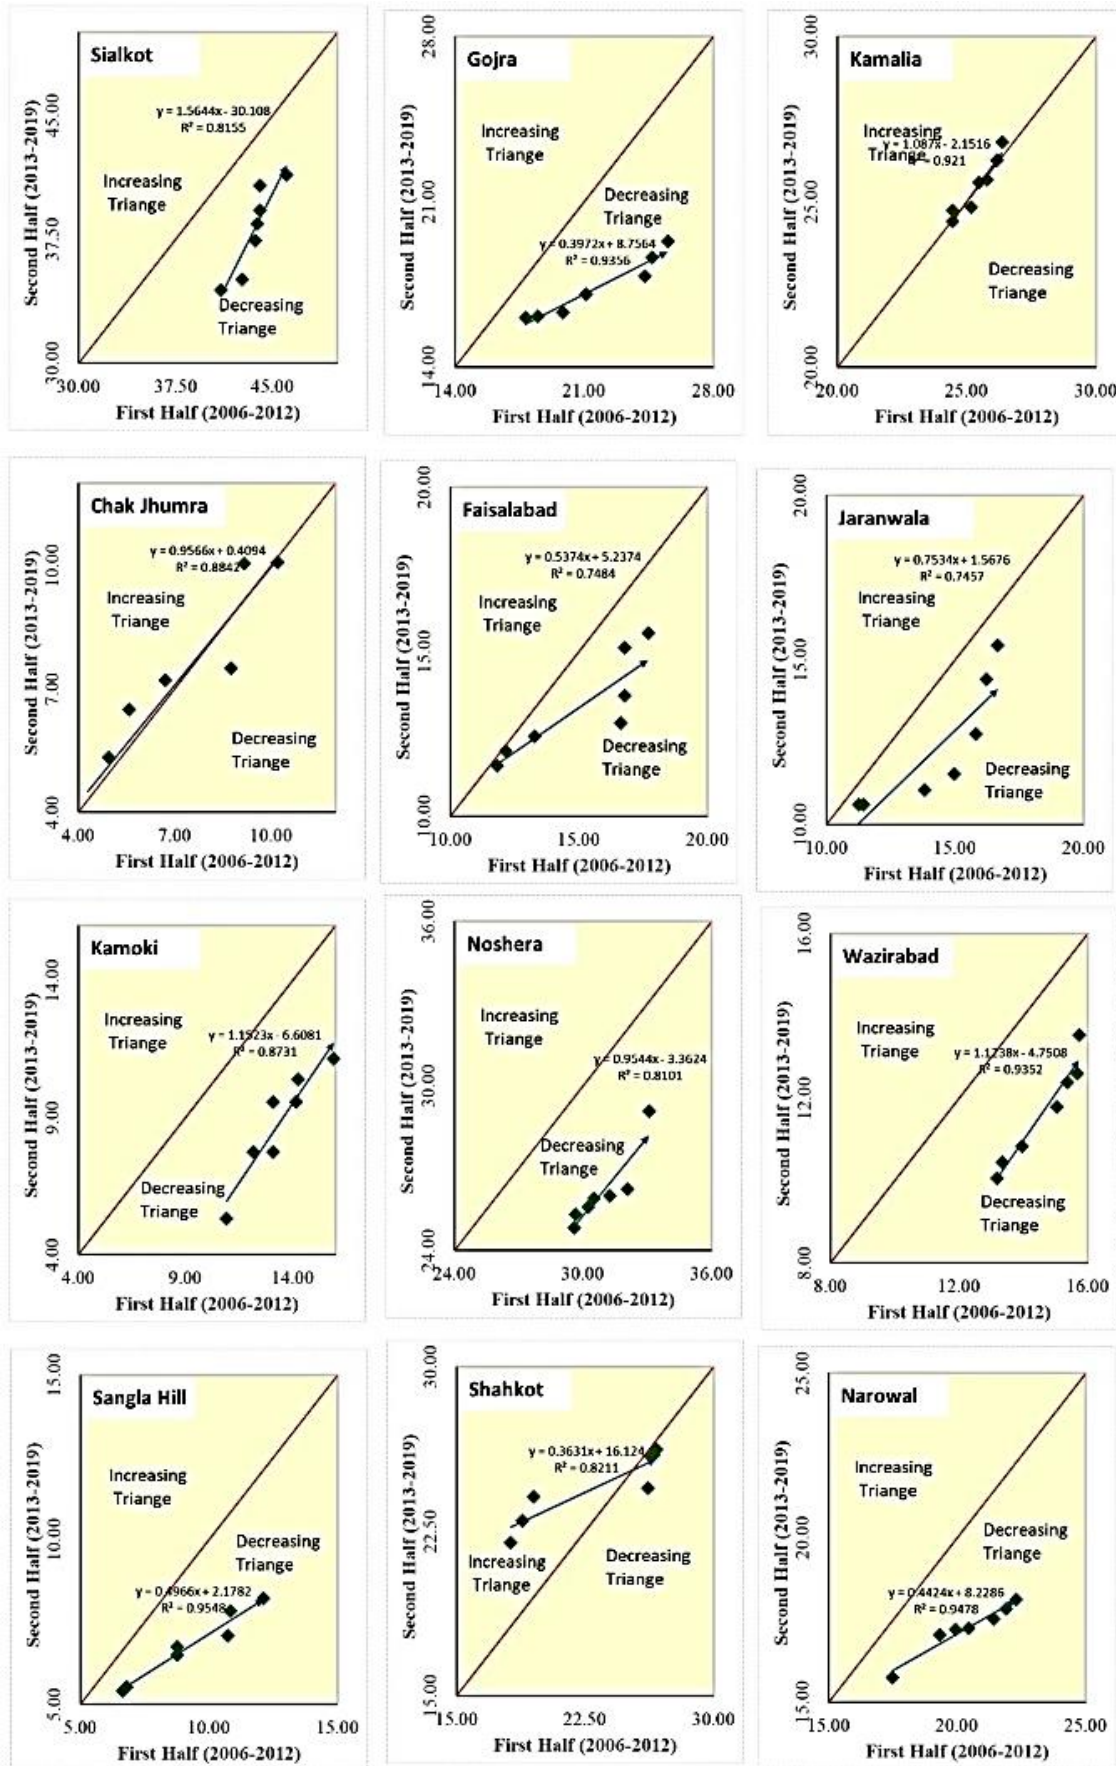 Sialkot
y = 1.5644x - 30.108
R² = 0.8155
Increasing
Triange
Decreasing
Triange
Second Half (2013-2019)
45.00
37.50
30.00
30.00 37.50 45.00
First Half (2006-2012)
Gojra
Increasing
Triange
Decreasing
Triange
y = 0.3972x + 8.7564
R² = 0.9356
Second Half (2013-2019)
28.00
21.00
14.00
14.00 21.00 28.00
First Half (2006-2012)
Kamalia
Increasing
Triange
y = 1.087x - 2.1516
R² = 0.921
Decreasing
Triange
Second Half (2013-2019)
30.00
25.00
20.00
20.00 25.00 30.00
First Half (2006-2012)
Chak Jhumra
y = 0.9566x + 0.4094
R² = 0.8842
Increasing
Triange
Decreasing
Triange
Second Half (2013-2019)
10.00
7.00
4.00
4.00 7.00 10.00
First Half (2006-2012)
Faisalabad
y = 0.5374x + 5.2374
R² = 0.7484
Increasing
Triange
Decreasing
Triange
Second Half (2013-2019)
20.00
15.00
10.00
10.00 15.00 20.00
First Half (2006-2012)
Jaranwala
y = 0.7534x + 1.5676
R² = 0.7457
Increasing
Triange
Decreasing
Triange
Second Half (2013-2019)
20.00
15.00
10.00
10.00 15.00 20.00
First Half (2006-2012)
Kamoki
Increasing
Triange
y = 1.1523x - 6.6081
R² = 0.8731
Decreasing
Triange
Second Half (2013-2019)
14.00
9.00
4.00
4.00 9.00 14.00
First Half (2006-2012)
Noshera
Increasing
Triange
y = 0.9544x - 3.3624
R² = 0.8101
Decreasing
Triange
Second Half (2013-2019)
36.00
30.00
24.00
24.00 30.00 36.00
First Half (2006-2012)
Wazirabad
Increasing
Triange
R² = 0.9352
Decreasing
Triange
Second Half (2013-2019)
16.00
12.00
8.00
8.00 12.00 16.00
First Half (2006-2012)
Sangla Hill
Increasing
Triange
Decreasing
Triange
y = 0.4966x + 2.1782
R² = 0.9548
Second Half (2013-2019)
15.00
10.00
5.00
5.00 10.00 15.00
First Half (2006-2012)
Shahkot
y = 0.3631x + 16.124
R² = 0.8211
Increasing
Triange
Decreasing
Triange
Second Half (2013-2019)
30.00
22.50
15.00
15.00 22.50 30.00
First Half (2006-2012)
Narowal
Increasing
Triange
Decreasing
Triange
y = 0.4424x + 8.2286
R² = 0.9478
Second Half (2013-2019)
25.00
20.00
15.00
15.00 20.00 25.00
First Half (2006-2012)